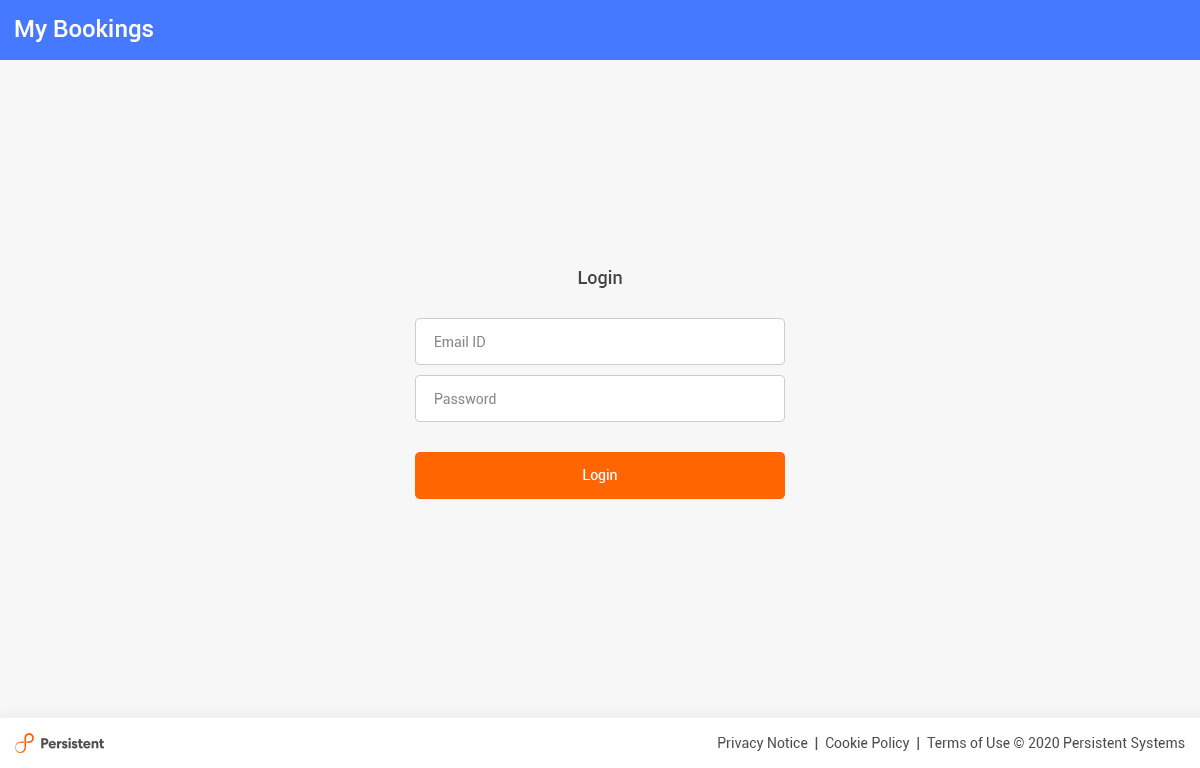 My Bookings
Login
Email ID
Password
Login
Persistent
Privacy Notice | Cookie Policy | Terms of Use © 2020 Persistent Systems